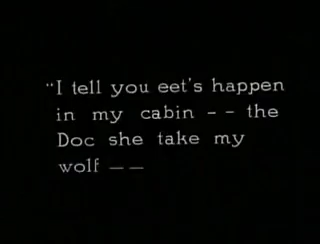 "I tell you eet's happen
in my cabin -- the
Doc she take my
wolf ——